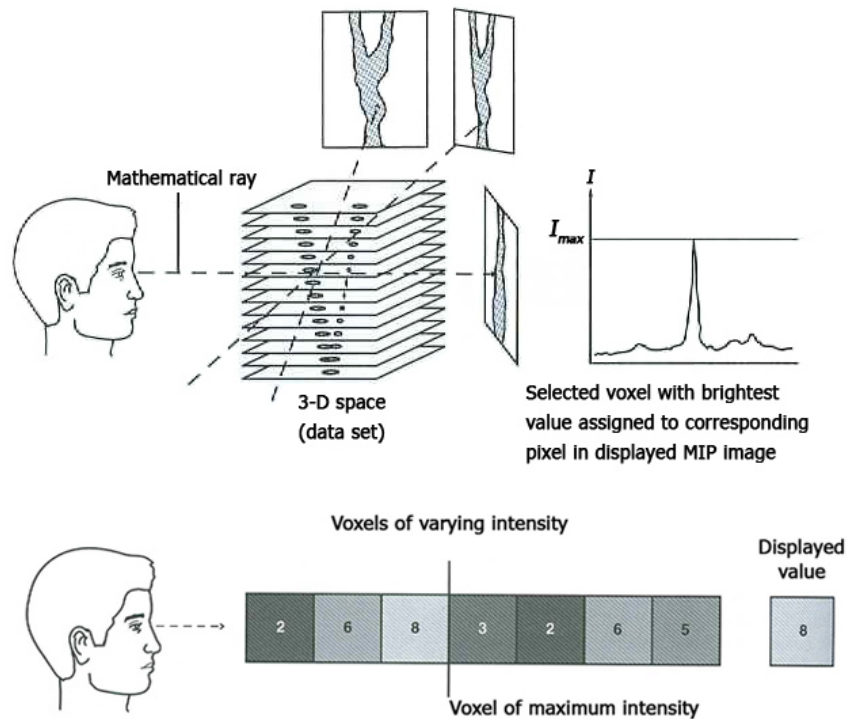 Mathematical ray
I
Imax
3-D space
(data set)
Selected voxel with brightest
value assigned to corresponding
pixel in displayed MIP image
Voxels of varying intensity
Displayed
value
2 6 8 3 2 6 5
8
Voxel of maximum intensity